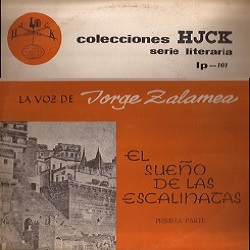 colecciones HJCK
serie literaria
lp-103
LA VOZ DE Jorge Zalamea
EL
SUEÑO
DE LAS
ESCALINATAS
PRIMERA PARTE